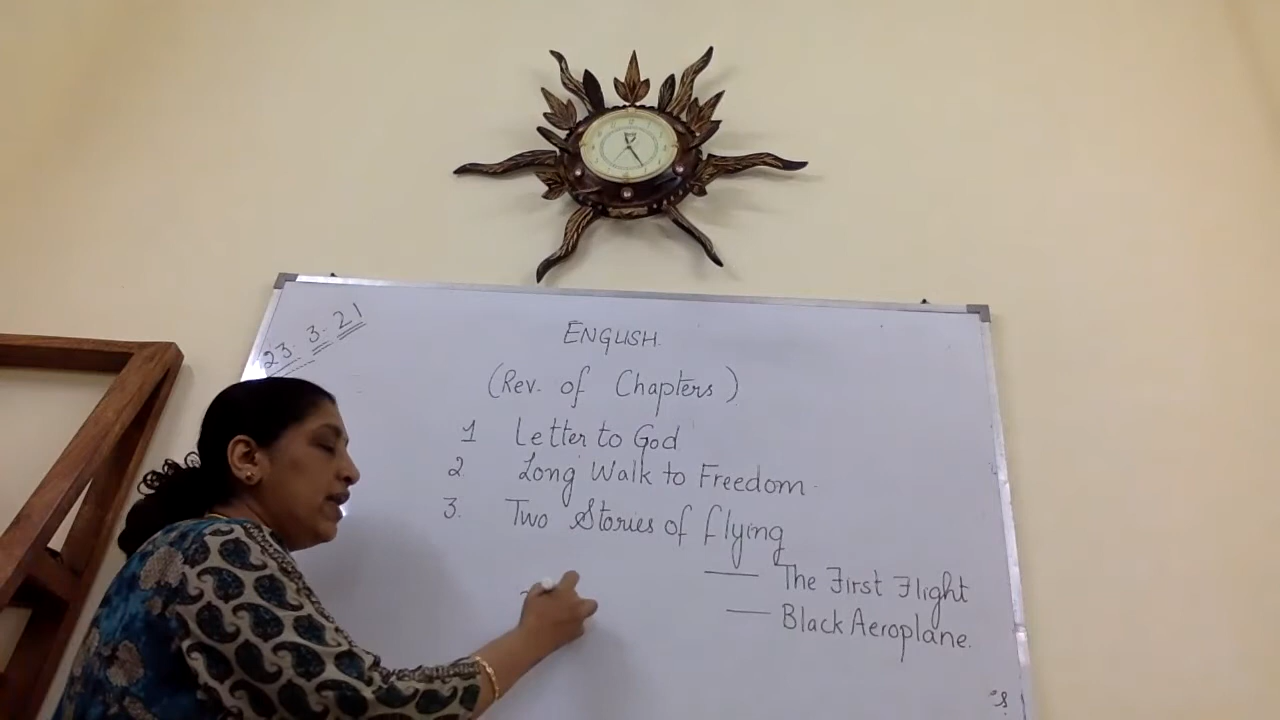 23.3.21
ENGLISH.
(Rev. of Chapters)
1 Letter to God
2. Long Walk to Freedom.
3. Two Stories of flying
— The First Flight
— Black Aeroplane.